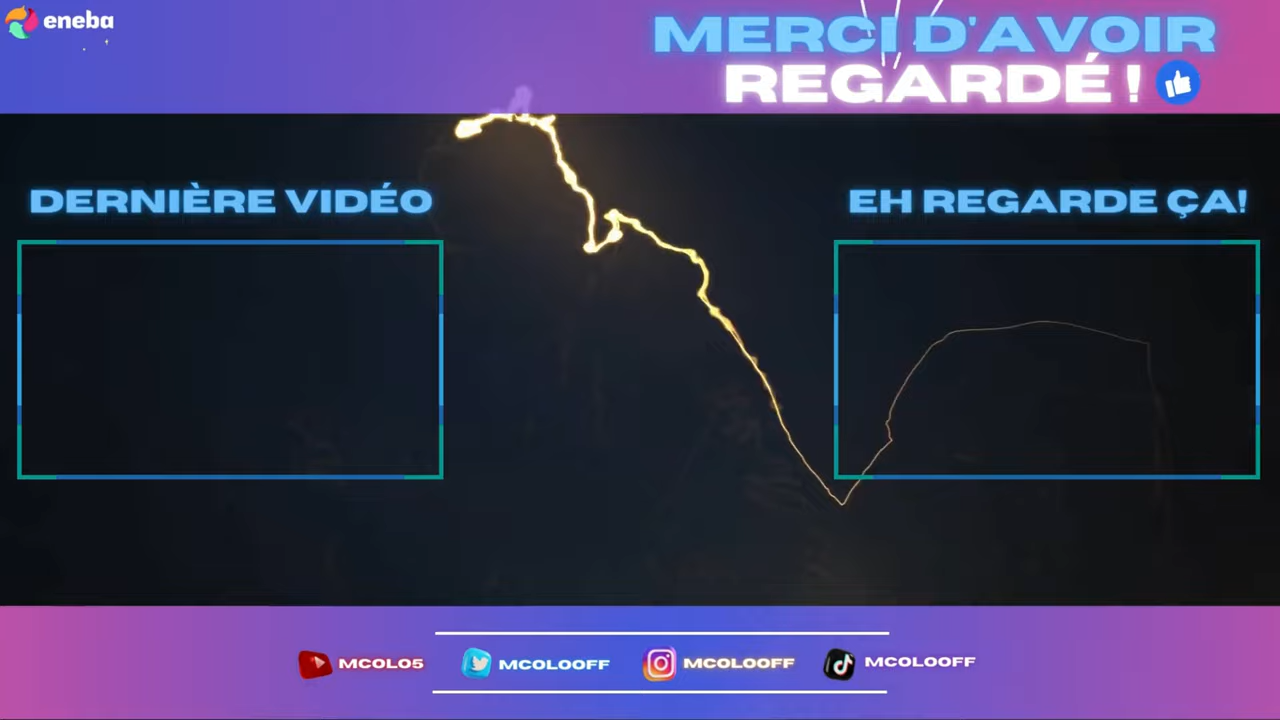 eneba
MERCI D'AVOIR
REGARDÉ !
DERNIÈRE VIDÉO
EH REGARDE ÇA!
MCOLO5
MCOLOOFF
MCOLOOFF
MCOLOOFF